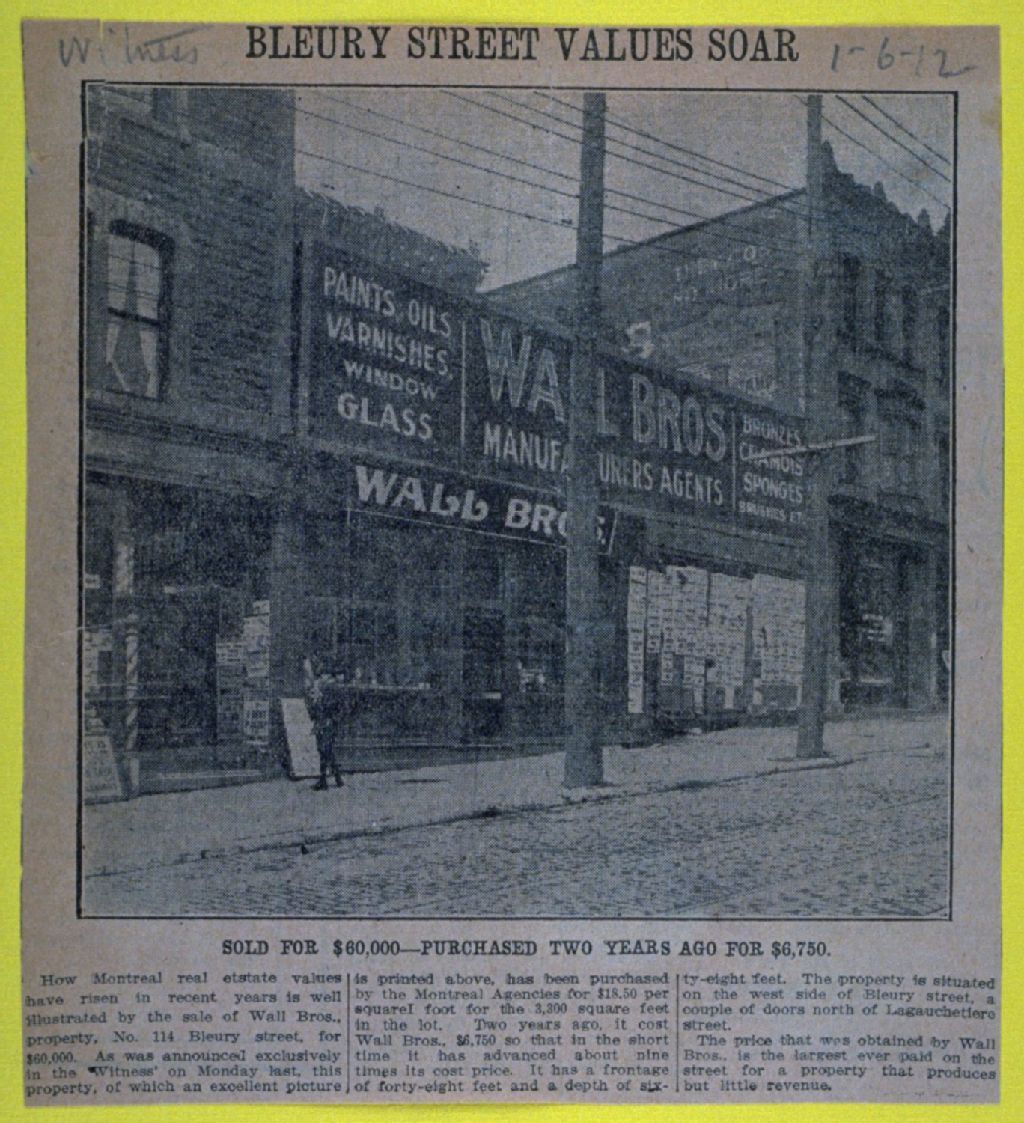 Witness
BLEURY STREET VALUES SOAR
1-6-12
PAINTS, OILS
VARNISHES,
WINDOW
GLASS
WALL BROS
MANUFACTURERS AGENTS
BRONZES
CHAMOIS
SPONGES
BRUSHES ET
WALL BROS.
SOLD FOR $60,000—PURCHASED TWO YEARS AGO FOR $6,750.
How Montreal real etstate values
have risen in recent years is well
illustrated by the sale of Wall Bros.,
property, No. 114 Bleury street, for
$60,000. As was announced exclusively
in the 'Witness' on Monday last, this
property, of which an excellent picture
is printed above, has been purchased
by the Montreal Agencies for $18.50 per
squarel foot for the 3,300 square feet
in the lot. Two years ago, it cost
Wall Bros., $6,750 so that in the short
time it has advanced about nine
times its cost price. It has a frontage
of forty-eight feet and a depth of six-
ty-eight feet. The property is situated
on the west side of Bleury street, a
couple of doors north of Lagauchetiere
street.
The price that was obtained by Wall
Bros., is the largest ever paid on the
street for a property that produces
but little revenue.